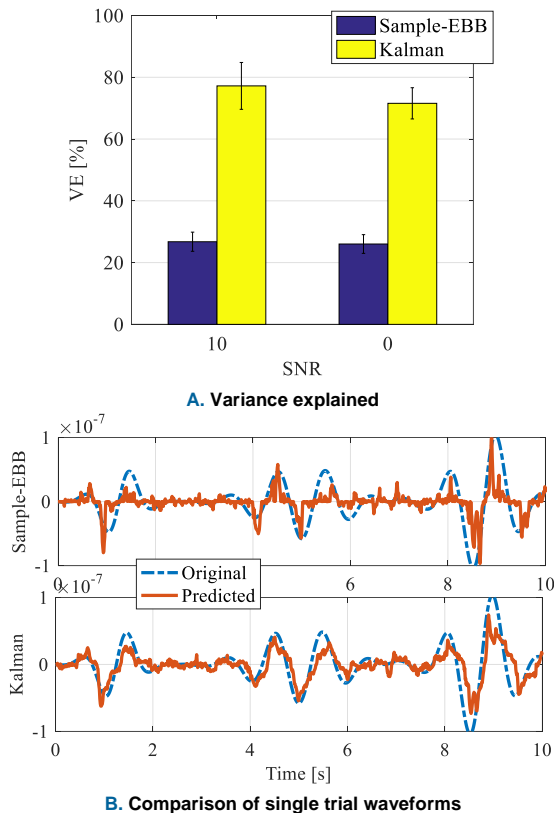 100
80
60
40
20
0
VE [%]
Sample-EBB
Kalman
10
0
SNR
A. Variance explained
×10⁻⁷
1
0
-1
Sample-EBB
0
2
4
6
8
10
Original
Predicted
×10⁻⁷
1
0
-1
Kalman
0
2
4
6
8
10
Time [s]
B. Comparison of single trial waveforms